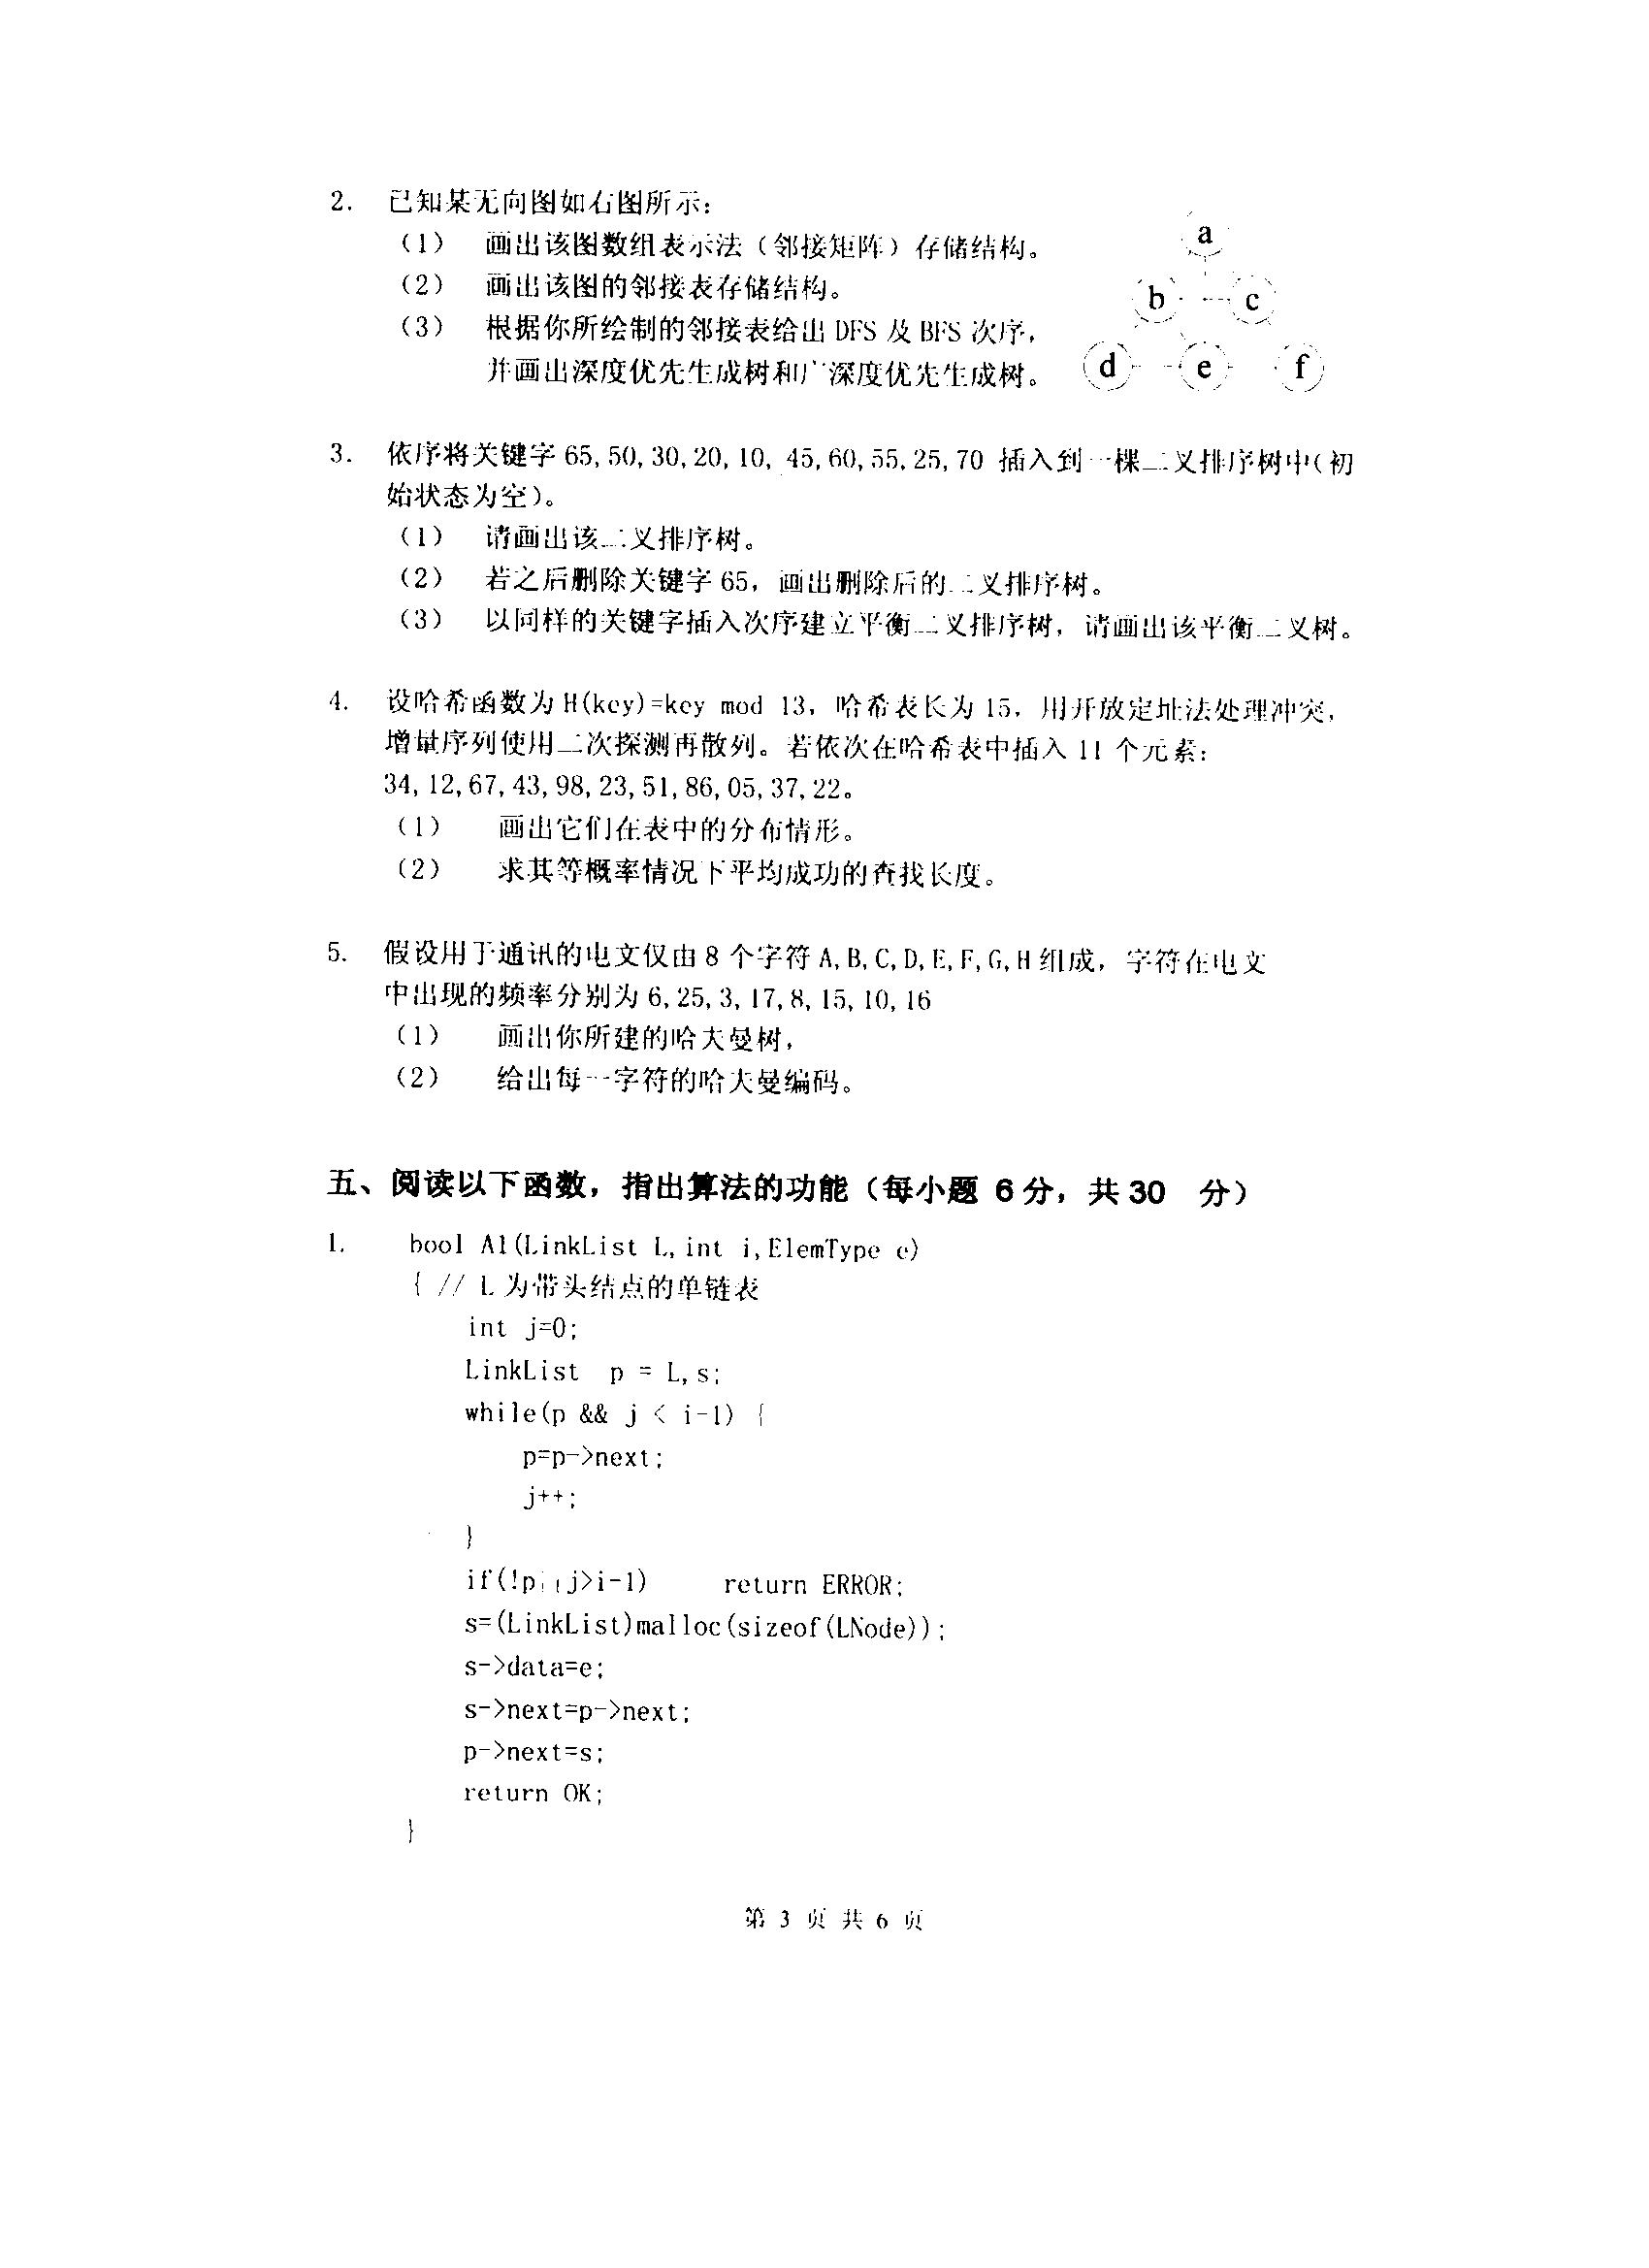 2. 已知某无向图如右图所示：
(1) 画出该图数组表示法（邻接矩阵）存储结构。
(2) 画出该图的邻接表存储结构。
(3) 根据你所绘制的邻接表给出 DFS 及 BFS 次序，
并画出深度优先生成树和广深度优先生成树。
a
b c
d e f
3. 依序将关键字 65,50,30,20,10, 45,60,55,25,70 插入到一棵二叉排序树中(初
始状态为空)。
(1) 请画出该二叉排序树。
(2) 若之后删除关键字 65，画出删除后的二叉排序树。
(3) 以同样的关键字插入次序建立平衡二叉排序树，请画出该平衡二叉树。
4. 设哈希函数为 H(key)=key mod 13，哈希表长为 15，用开放定址法处理冲突，
增量序列使用二次探测再散列。若依次在哈希表中插入 11 个元素：
34,12,67,43,98,23,51,86,05,37,22。
(1) 画出它们在表中的分布情形。
(2) 求其等概率情况下平均成功的查找长度。
5. 假设用于通讯的电文仅由 8 个字符 A,B,C,D,E,F,G,H 组成，字符在电文
中出现的频率分别为 6,25,3,17,8,15,10,16
(1) 画出你所建的哈夫曼树，
(2) 给出每一字符的哈夫曼编码。
五、阅读以下函数，指出算法的功能（每小题 6 分，共 30 分）
1. bool A1(LinkList L,int i,ElemType e)
{ // L 为带头结点的单链表
int j=0;
LinkList p = L,s;
while(p && j < i-1) {
p=p->next;
j++;
}
if(!p||j>i-1) return ERROR;
s=(LinkList)malloc(sizeof(LNode));
s->data=e;
s->next=p->next;
p->next=s;
return OK;
}
第 3 页 共 6 页